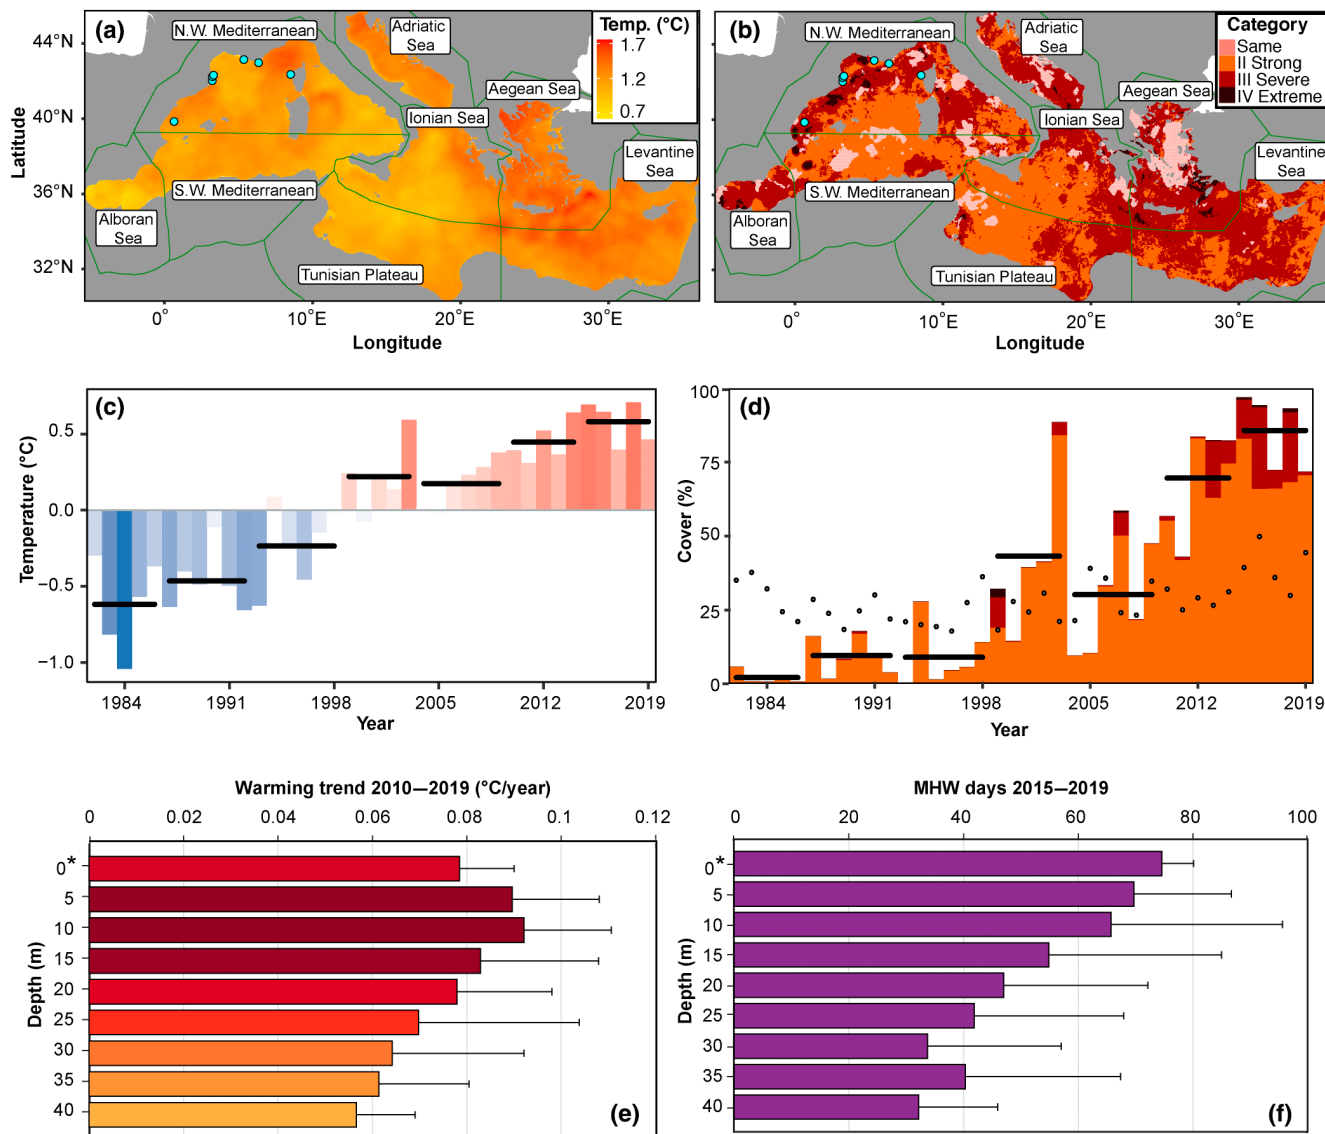 (a)
Temp. (°C)
1.7
1.2
0.7
N.W. Mediterranean
Adriatic
Sea
Aegean Sea
Ionian Sea
Levantine
Sea
S.W. Mediterranean
Alboran
Sea
Tunisian Plateau
44°N
40°N
36°N
32°N
Latitude
0°
10°E
20°E
30°E
Longitude
(b)
Category
Same
II Strong
III Severe
IV Extreme
N.W. Mediterranean
Adriatic
Sea
Aegean Sea
Ionian Sea
Levantine
Sea
S.W. Mediterranean
Alboran
Sea
Tunisian Plateau
0°
10°E
20°E
30°E
Longitude
(c)
0.5
0.0
−0.5
−1.0
Temperature (°C)
1984
1991
1998
2005
2012
2019
Year
(d)
100
75
50
25
0
Cover (%)
1984
1991
1998
2005
2012
2019
Year
Warming trend 2010—2019 (°C/year)
0
0.02
0.04
0.06
0.08
0.1
0.12
0*
5
10
15
20
25
30
35
40
Depth (m)
(e)
MHW days 2015—2019
0
20
40
60
80
100
0*
5
10
15
20
25
30
35
40
Depth (m)
(f)